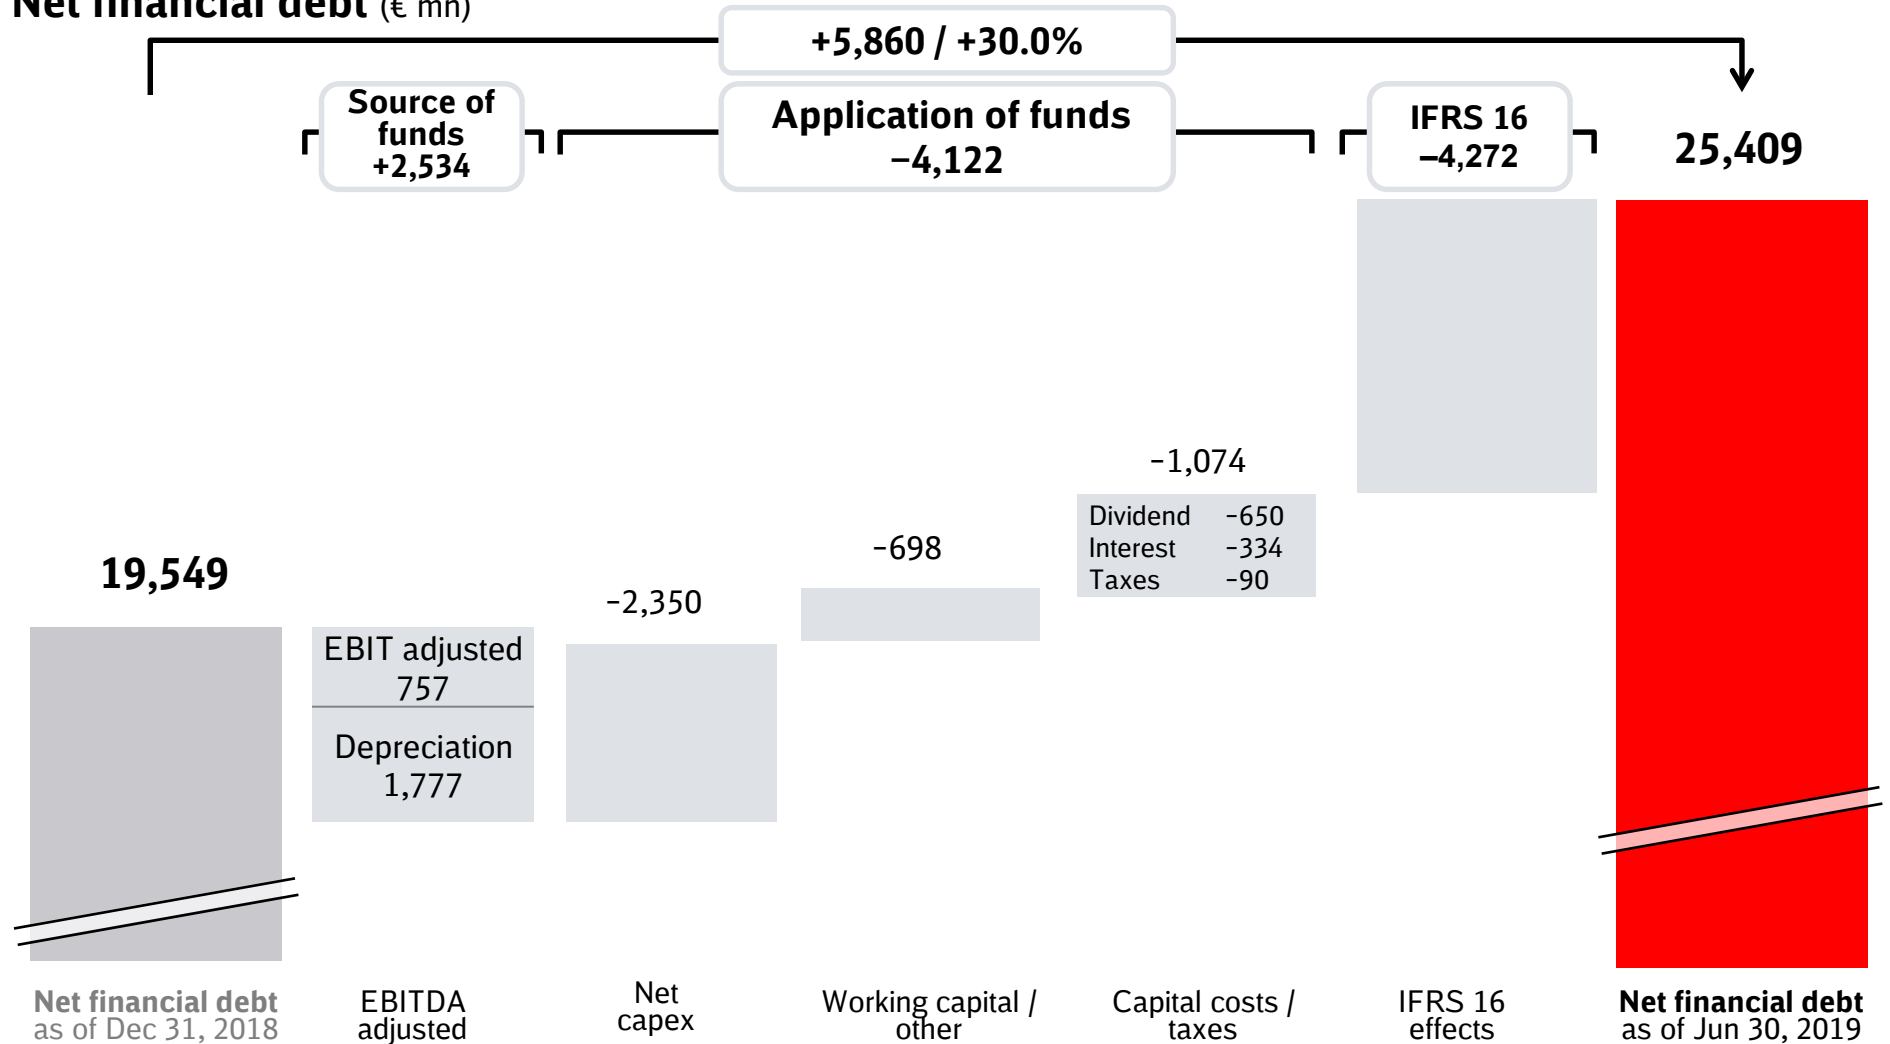 Net financial debt (€ mn)
+5,860 / +30.0%
Source of
funds
+2,534
Application of funds
−4,122
IFRS 16
−4,272
25,409
19,549
EBIT adjusted
757
Depreciation
1,777
−2,350
−698
−1,074
Dividend −650
Interest −334
Taxes −90
Net financial debt
as of Dec 31, 2018
EBITDA
adjusted
Net
capex
Working capital /
other
Capital costs /
taxes
IFRS 16
effects
Net financial debt
as of Jun 30, 2019